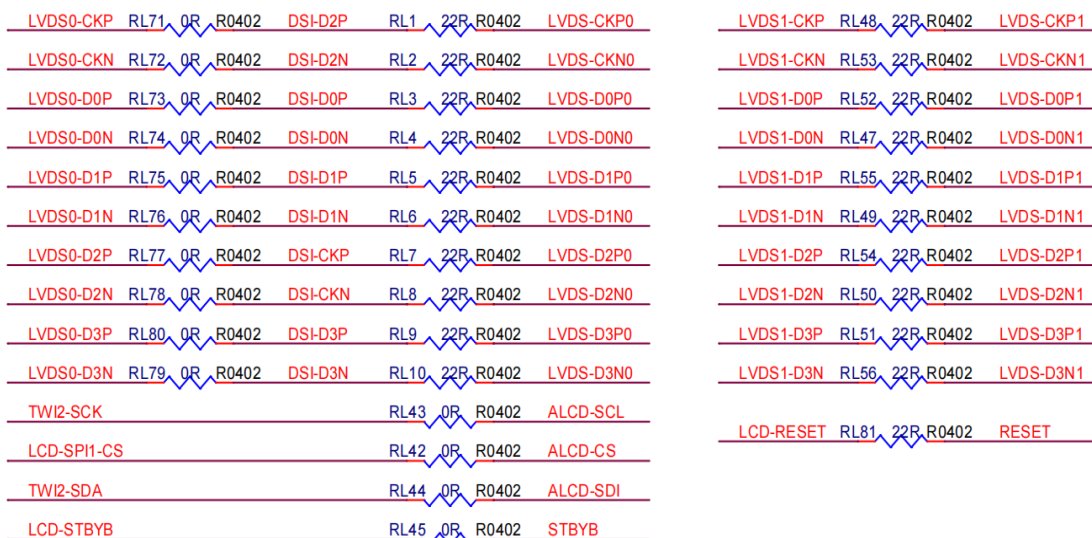 LVDS0-CKP RL71 0R R0402 DSI-D2P RL1 22R R0402 LVDS-CKP0 LVDS1-CKP RL48 22R R0402 LVDS-CKP1
LVDS0-CKN RL72 0R R0402 DSI-D2N RL2 22R R0402 LVDS-CKN0 LVDS1-CKN RL53 22R R0402 LVDS-CKN1
LVDS0-D0P RL73 0R R0402 DSI-D0P RL3 22R R0402 LVDS-D0P0 LVDS1-D0P RL52 22R R0402 LVDS-D0P1
LVDS0-D0N RL74 0R R0402 DSI-D0N RL4 22R R0402 LVDS-D0N0 LVDS1-D0N RL47 22R R0402 LVDS-D0N1
LVDS0-D1P RL75 0R R0402 DSI-D1P RL5 22R R0402 LVDS-D1P0 LVDS1-D1P RL55 22R R0402 LVDS-D1P1
LVDS0-D1N RL76 0R R0402 DSI-D1N RL6 22R R0402 LVDS-D1N0 LVDS1-D1N RL49 22R R0402 LVDS-D1N1
LVDS0-D2P RL77 0R R0402 DSI-CKP RL7 22R R0402 LVDS-D2P0 LVDS1-D2P RL54 22R R0402 LVDS-D2P1
LVDS0-D2N RL78 0R R0402 DSI-CKN RL8 22R R0402 LVDS-D2N0 LVDS1-D2N RL50 22R R0402 LVDS-D2N1
LVDS0-D3P RL80 0R R0402 DSI-D3P RL9 22R R0402 LVDS-D3P0 LVDS1-D3P RL51 22R R0402 LVDS-D3P1
LVDS0-D3N RL79 0R R0402 DSI-D3N RL10 22R R0402 LVDS-D3N0 LVDS1-D3N RL56 22R R0402 LVDS-D3N1
TWI2-SCK RL43 0R R0402 ALCD-SCL
LCD-RESET RL81 22R R0402 RESET
LCD-SPI1-CS RL42 0R R0402 ALCD-CS
TWI2-SDA RL44 0R R0402 ALCD-SDI
LCD-STBYB RL45 0R R0402 STBYB